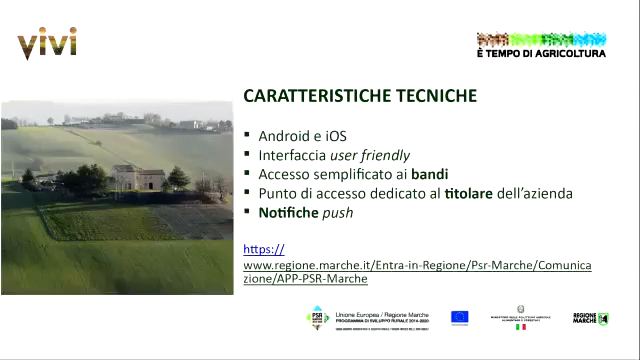 vivi
È TEMPO DI AGRICOLTURA
CARATTERISTICHE TECNICHE
Android e iOS
Interfaccia user friendly
Accesso semplificato ai bandi
Punto di accesso dedicato al titolare dell'azienda
Notifiche push
https://
www.regione.marche.it/Entra-in-Regione/Psr-Marche/Comunica
zione/APP-PSR-Marche
PSR
Unione Europea / Regione Marche
PROGRAMMA DI SVILUPPO RURALE 2014-2020
REGIONE
MARCHE